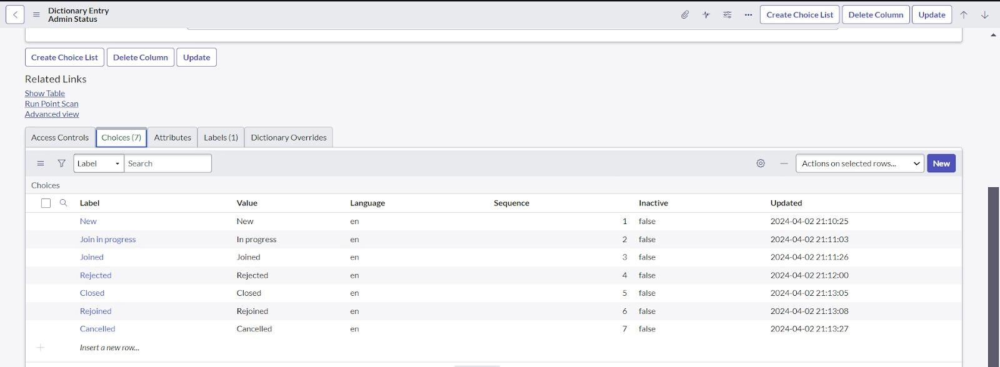 Dictionary Entry
Admin Status
Create Choice List Delete Column Update
Create Choice List Delete Column Update
Related Links
Show Table
Run Point Scan
Advanced view
Access Controls Choices (7) Attributes Labels (1) Dictionary Overrides
Label Search Actions on selected rows... New
Choices
Label Value Language Sequence Inactive Updated
New New en 1 false 2024-04-02 21:10:25
Join in progress In progress en 2 false 2024-04-02 21:11:03
Joined Joined en 3 false 2024-04-02 21:11:26
Rejected Rejected en 4 false 2024-04-02 21:12:00
Closed Closed en 5 false 2024-04-02 21:13:05
Rejoined Rejoined en 6 false 2024-04-02 21:13:08
Cancelled Cancelled en 7 false 2024-04-02 21:13:27
Insert a new row...